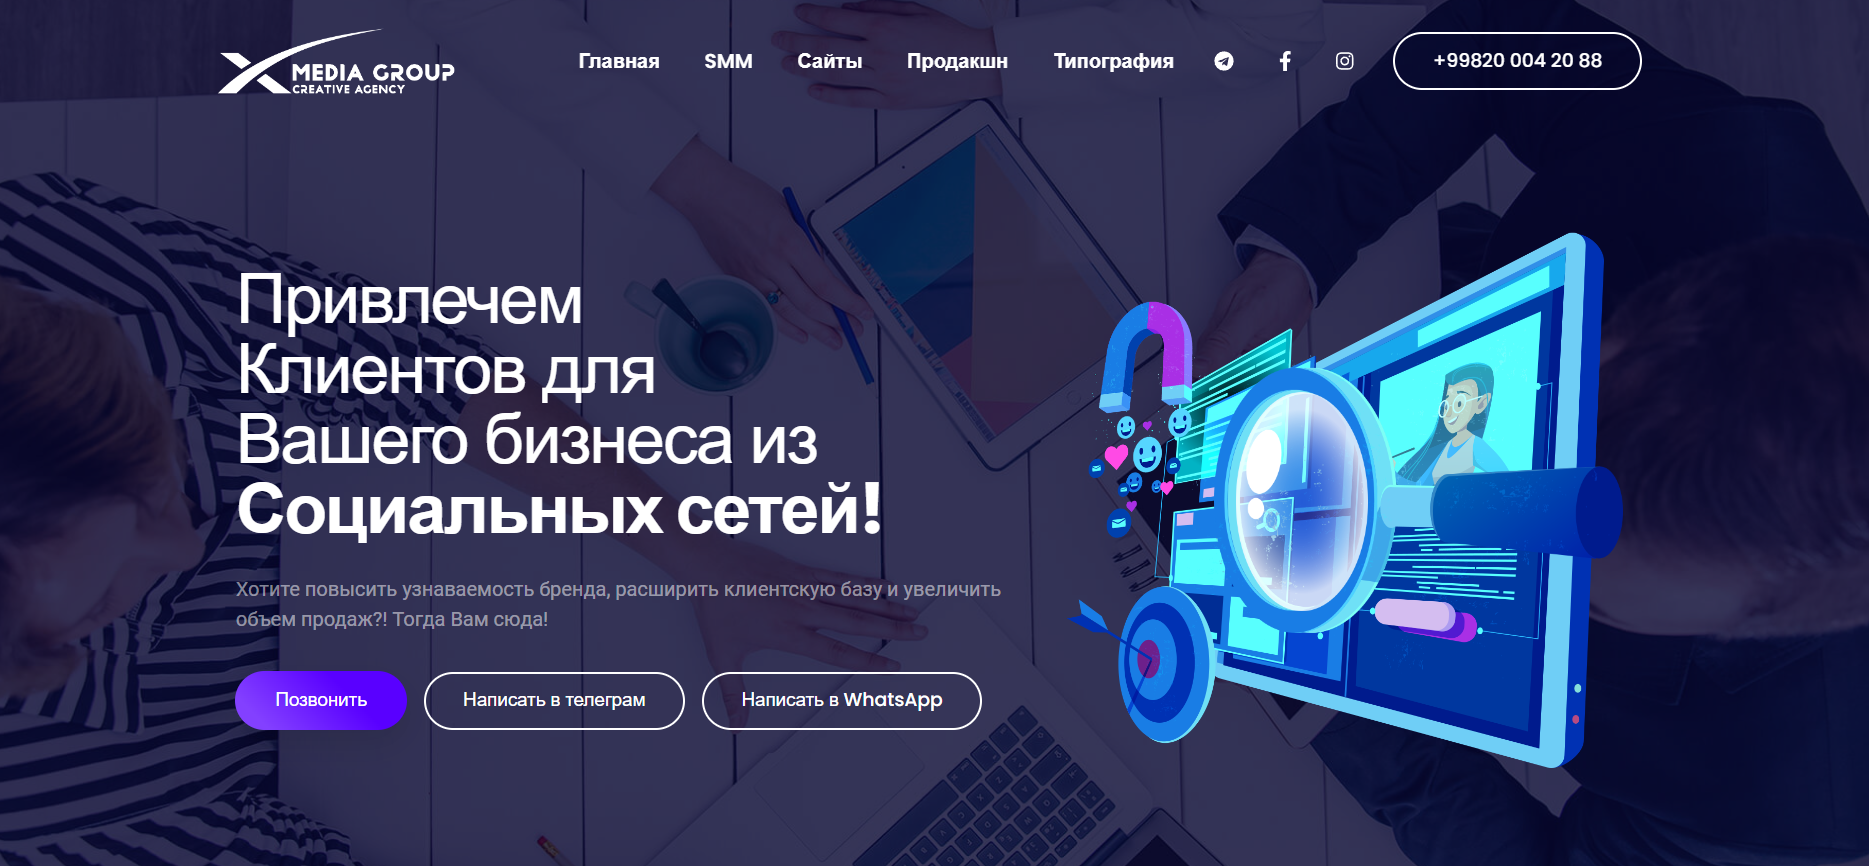 MEDIA GROUP
CREATIVE AGENCY
Главная SMM Сайты Продакшн Типография +99820 004 20 88
Привлечем
Клиентов для
Вашего бизнеса из
Социальных сетей!
Хотите повысить узнаваемость бренда, расширить клиентскую базу и увеличить
объем продаж?! Тогда Вам сюда!
Позвонить Написать в телеграм Написать в WhatsApp